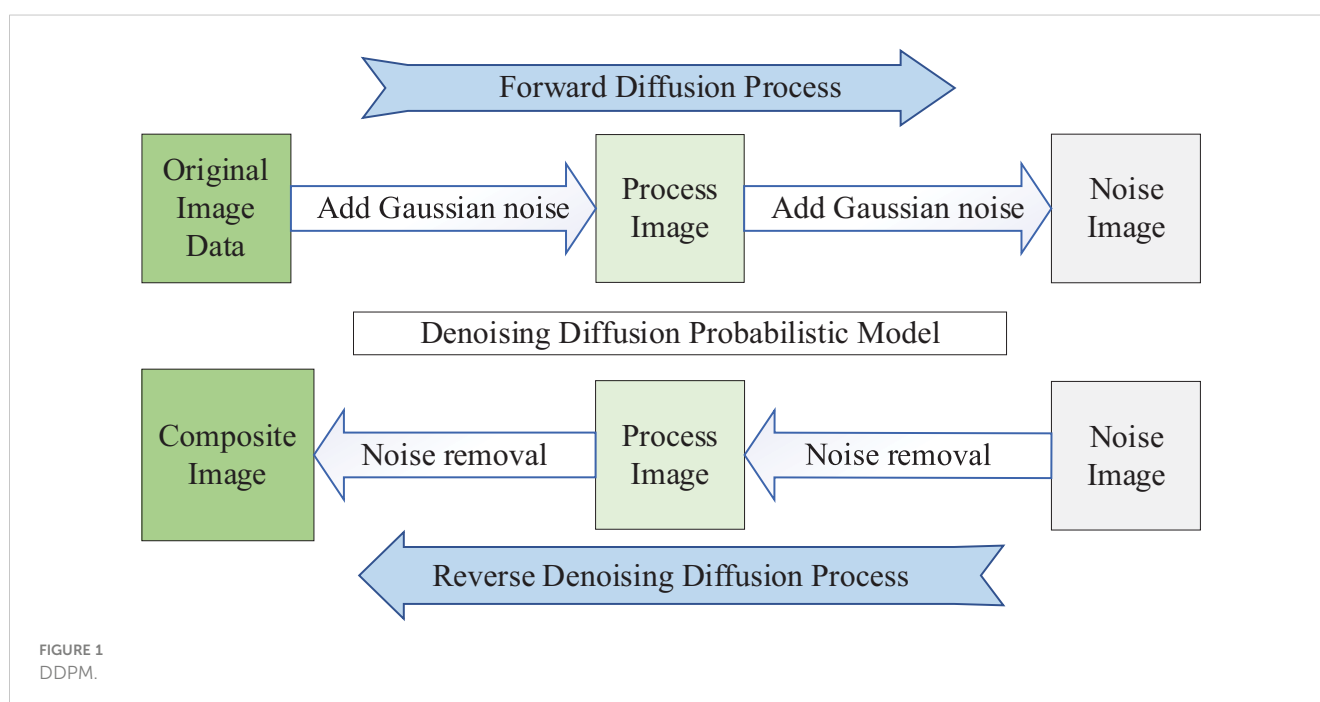 Forward Diffusion Process
Original
Image
Data
Add Gaussian noise
Process
Image
Add Gaussian noise
Noise
Image
Denoising Diffusion Probabilistic Model
Composite
Image
Noise removal
Process
Image
Noise removal
Noise
Image
Reverse Denoising Diffusion Process
FIGURE 1
DDPM.